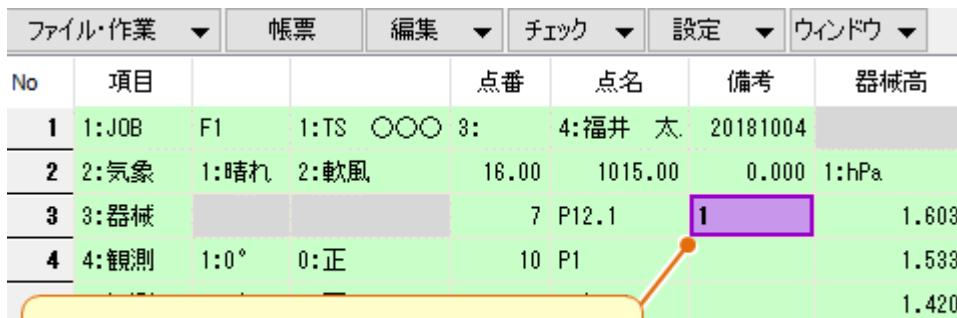 ファイル・作業 ▼ 帳票 編集 ▼ チェック ▼ 設定 ▼ ウィンドウ ▼
No 項目 点番 点名 備考 器械高
1 1:JOB F1 1:TS 〇〇〇 3: 4:福井 太. 20181004
2 2:気象 1:晴れ 2:軟風 16.00 1015.00 0.000 1:hPa
3 3:器械 7 P12.1 1 1.603
4 4:観測 1:0° 0:正 10 P1 1.533
1.420